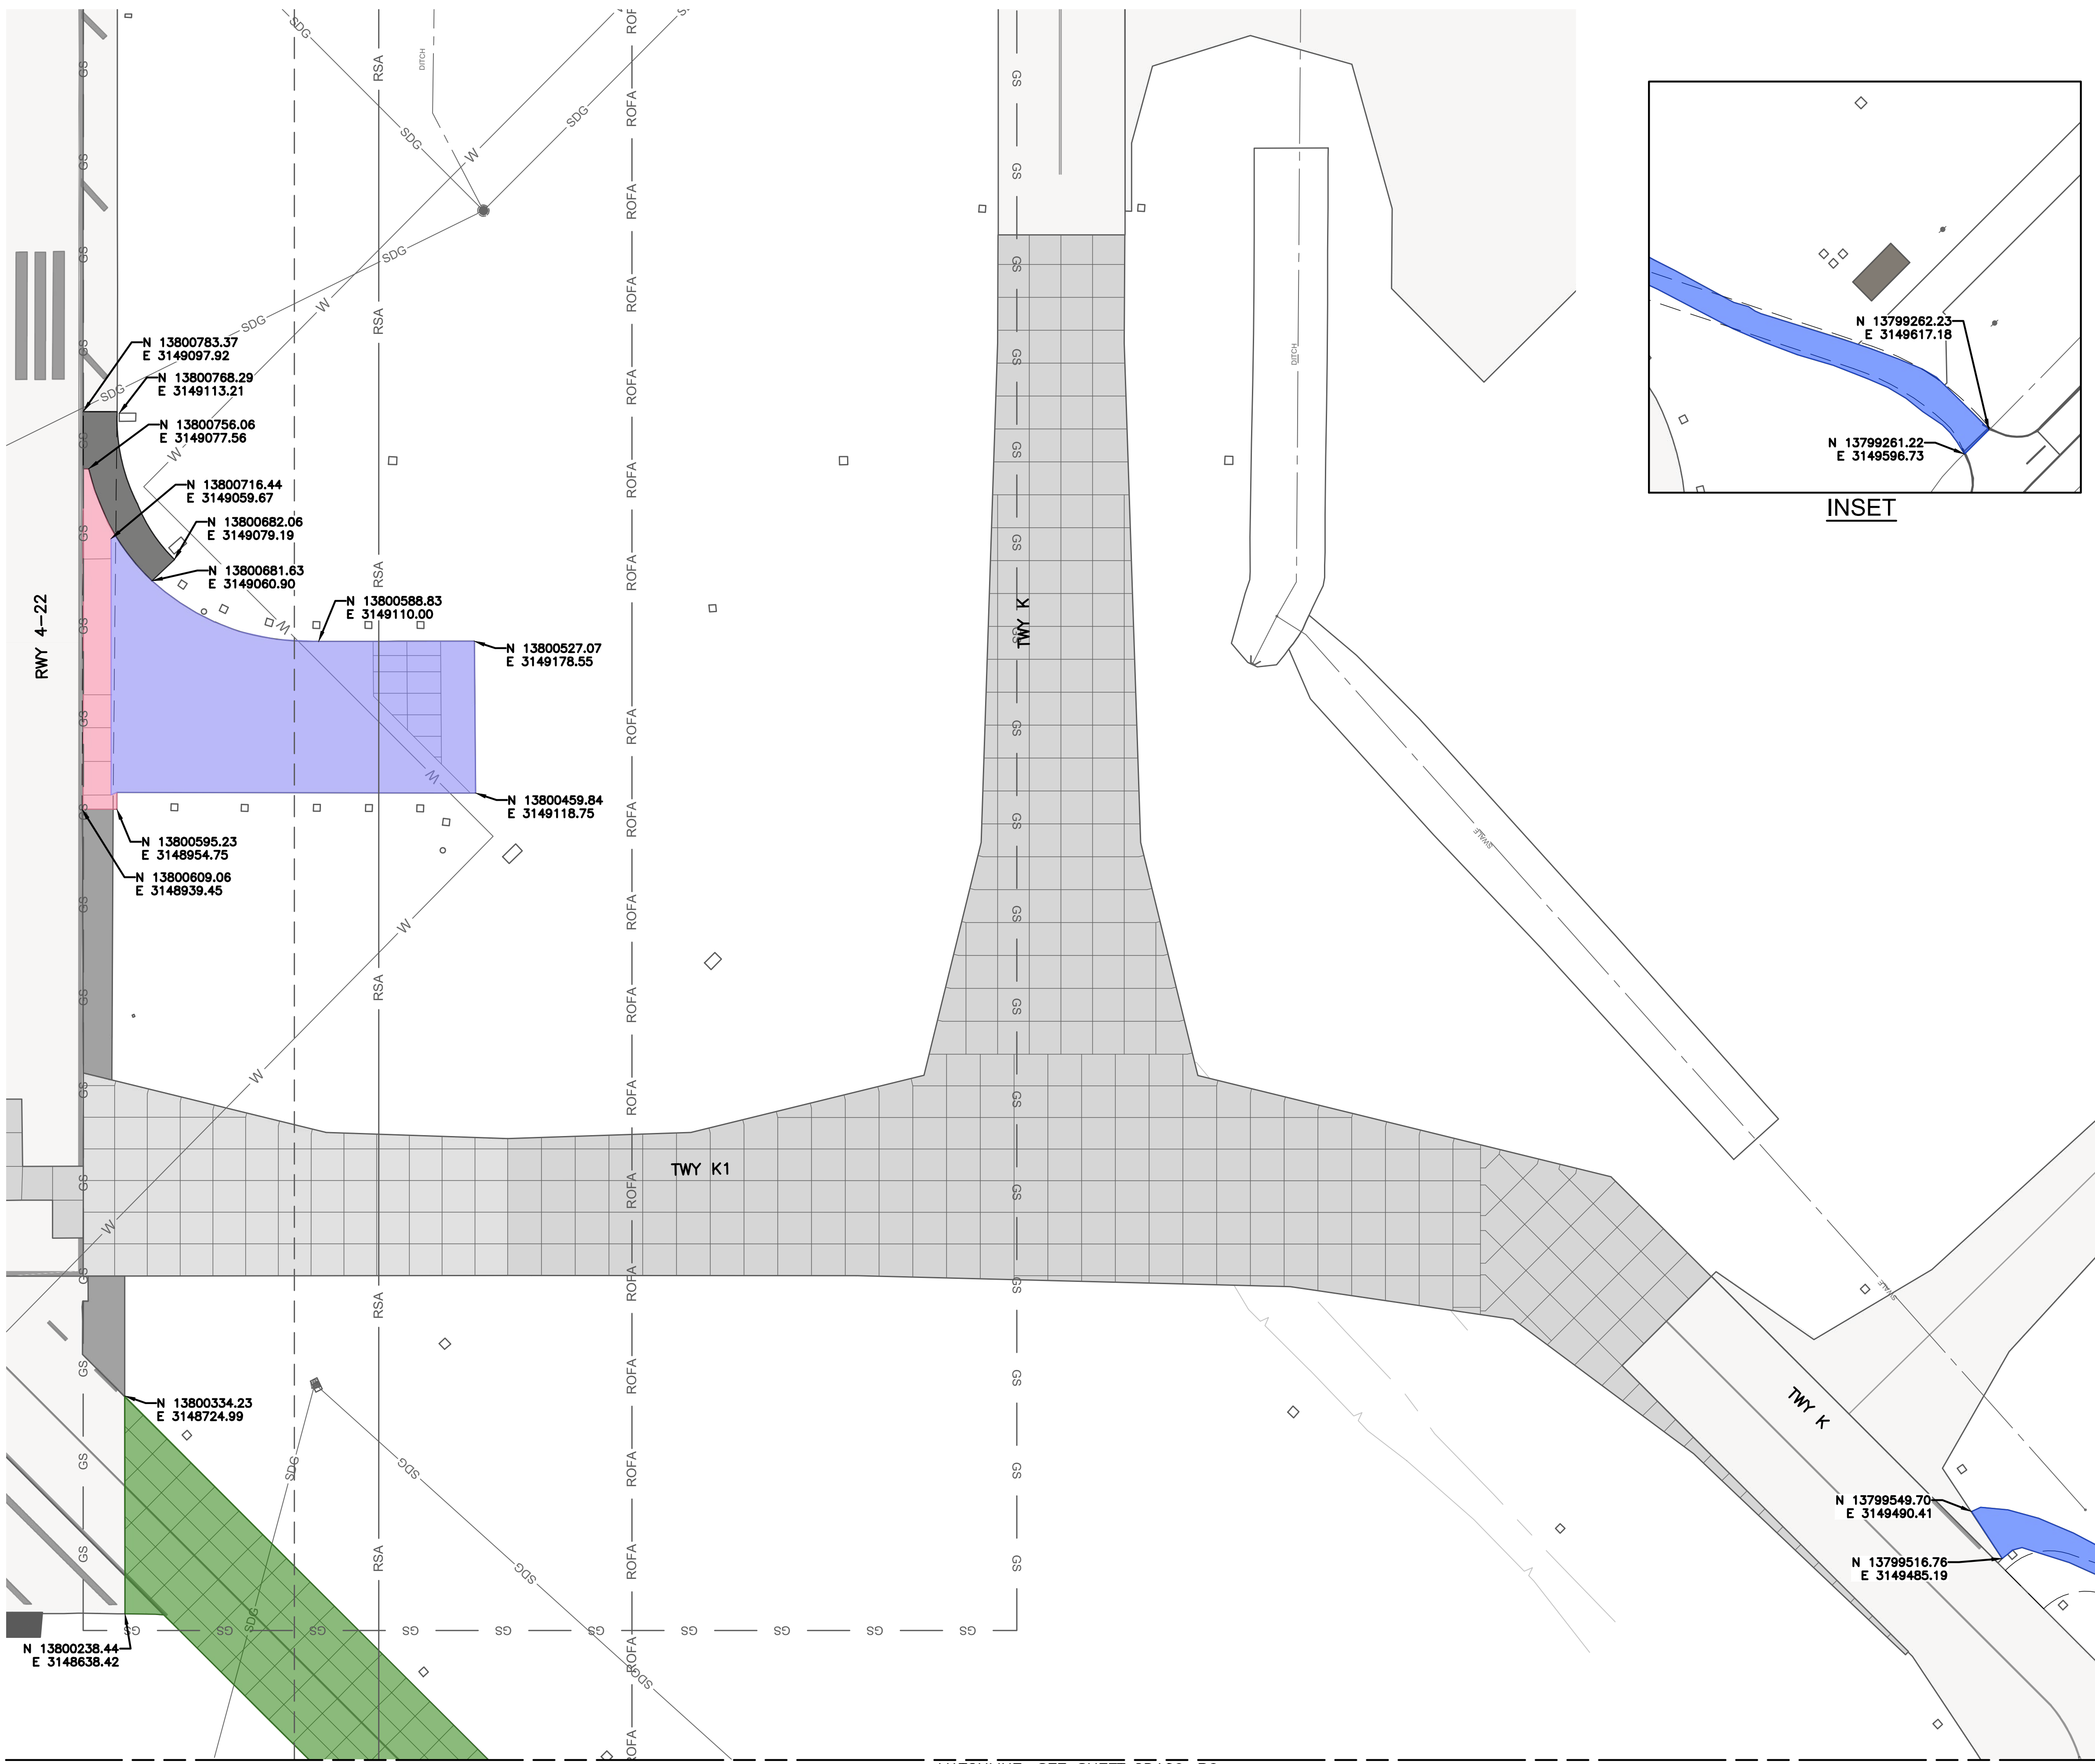 DITCH
RSA
ROFA
GS
SDG
W
N 13800783.37
E 3149097.92
N 13800768.29
E 3149113.21
N 13800756.06
E 3149077.56
N 13800716.44
E 3149059.67
N 13800682.06
E 3149079.19
N 13800681.63
E 3149060.90
N 13800588.83
E 3149110.00
N 13800527.07
E 3149178.55
N 13800459.84
E 3149118.75
N 13800595.23
E 3148954.75
N 13800609.06
E 3148939.45
RWY 4-22
TWY K
DITCH
SWALE
N 13799262.23
E 3149617.18
N 13799261.22
E 3149596.73
INSET
TWY K1
SWALE
N 13800334.23
E 3148724.99
TWY K
N 13799549.70
E 3149490.41
N 13799516.76
E 3149485.19
N 13800238.44
E 3148638.42